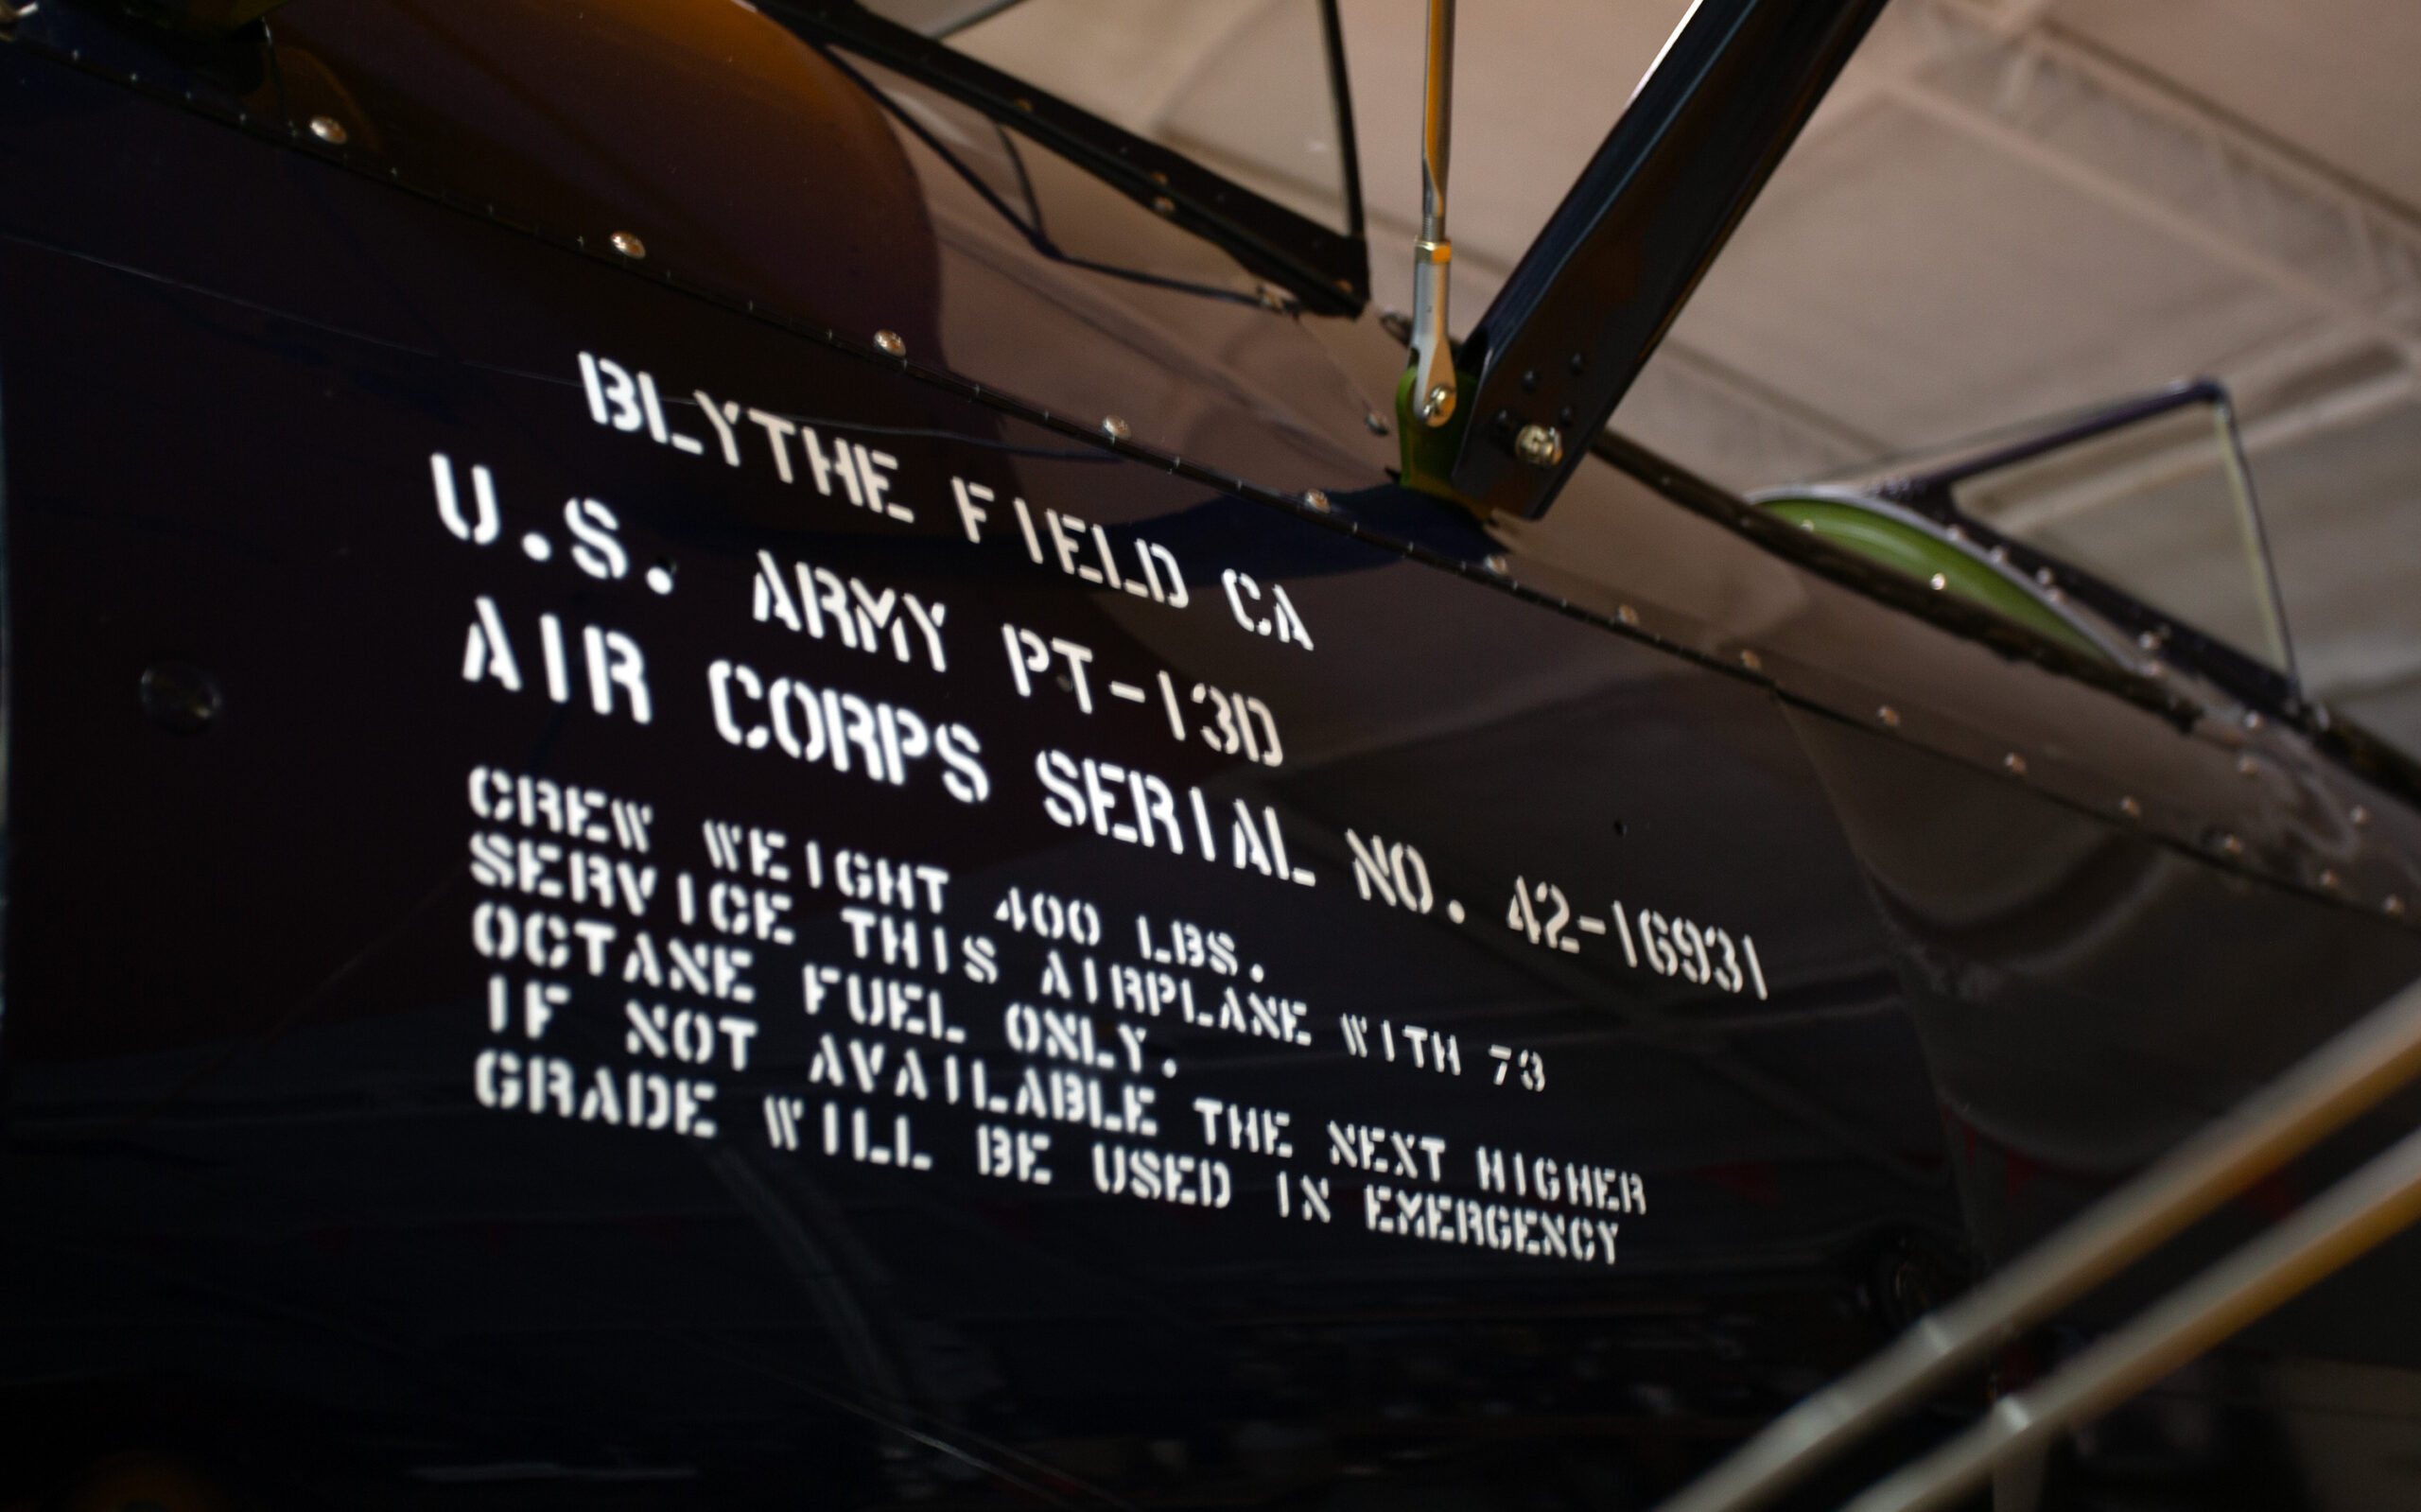 BLYTHE FIELD CA
U.S. ARMY PT-13D
AIR CORPS SERIAL NO. 42-16931
CREW WEIGHT 400 LBS.
SERVICE THIS AIRPLANE WITH 73
OCTANE FUEL ONLY.
IF NOT AVAILABLE THE NEXT HIGHER
GRADE WILL BE USED IN EMERGENCY